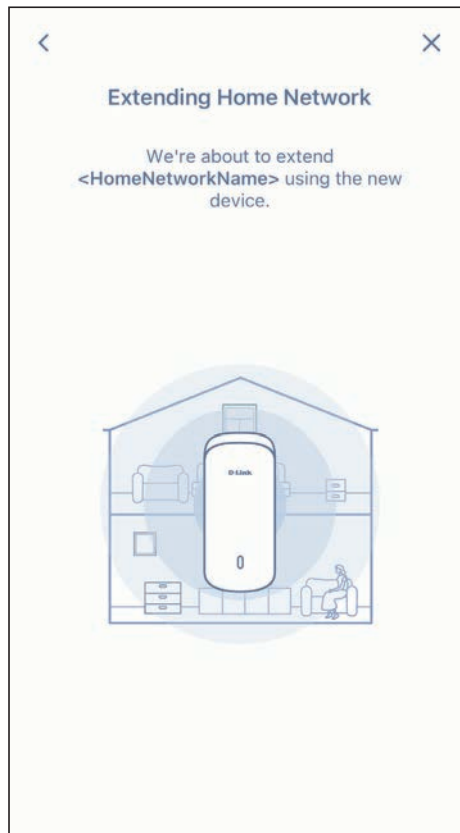 Extending Home Network
We're about to extend
<HomeNetworkName> using the new
device.
D-Link